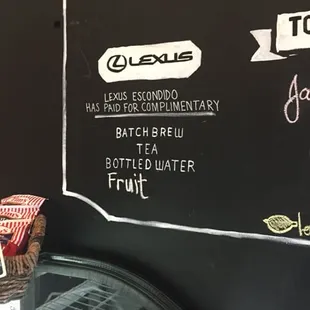 LEXUS
LEXUS ESCONDIDO
HAS PAID FOR COMPLIMENTARY
BATCH BREW
TEA
BOTTLED WATER
Fruit